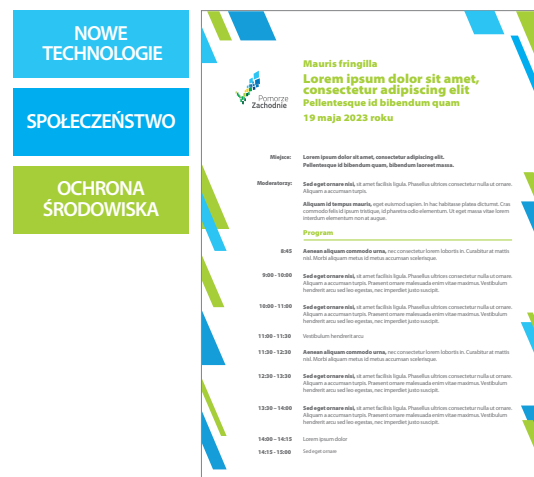 NOWE
TECHNOLOGIE
SPOŁECZEŃSTWO
OCHRONA
ŚRODOWISKA
Pomorze
Zachodnie
Mauris fringilla
Lorem ipsum dolor sit amet,
consectetur adipiscing elit
Pellentesque id bibendum quam
19 maja 2023 roku
Miejsce: Lorem ipsum dolor sit amet, consectetur adipiscing elit.
Pellentesque id bibendum quam, bibendum laoreet massa.
Moderatorzy: Sed eget ornare nisi, sit amet facilisis ligula. Phasellus ultrices consectetur nulla ut ornare.
Aliquam a accumsan turpis.
Aliquam id tempus mauris, eget euismod sapien. In hac habitasse platea dictumst. Cras
commodo felis id ipsum tristique, id pharetra odio elementum. Ut eget massa vitae lorem
interdum elementum non at augue.
Program
8:45 Aenean aliquam commodo urna, nec consectetur lorem lobortis in. Curabitur at mattis
nisl. Morbi aliquam metus id metus accumsan scelerisque.
9:00 - 10:00 Sed eget ornare nisi, sit amet facilisis ligula. Phasellus ultrices consectetur nulla ut ornare.
Aliquam a accumsan turpis. Praesent ornare malesuada enim vitae maximus. Vestibulum
hendrerit arcu sed leo egestas, nec imperdiet justo suscipit.
10:00 - 11:00 Sed eget ornare nisi, sit amet facilisis ligula. Phasellus ultrices consectetur nulla ut ornare.
Aliquam a accumsan turpis. Praesent ornare malesuada enim vitae maximus. Vestibulum
hendrerit arcu sed leo egestas, nec imperdiet justo suscipit.
11:00 - 11:30 Vestibulum hendrerit arcu
11:30 - 12:30 Aenean aliquam commodo urna, nec consectetur lorem lobortis in. Curabitur at mattis
nisl. Morbi aliquam metus id metus accumsan scelerisque.
12:30 - 13:30 Sed eget ornare nisi, sit amet facilisis ligula. Phasellus ultrices consectetur nulla ut ornare.
Aliquam a accumsan turpis. Praesent ornare malesuada enim vitae maximus. Vestibulum
hendrerit arcu sed leo egestas, nec imperdiet justo suscipit.
13:30 - 14:00 Sed eget ornare nisi, sit amet facilisis ligula. Phasellus ultrices consectetur nulla ut ornare.
Aliquam a accumsan turpis. Praesent ornare malesuada enim vitae maximus. Vestibulum
hendrerit arcu sed leo egestas, nec imperdiet justo suscipit.
14:00 - 14:15 Lorem ipsum dolor
14:15 - 15:00 Sed eget ornare